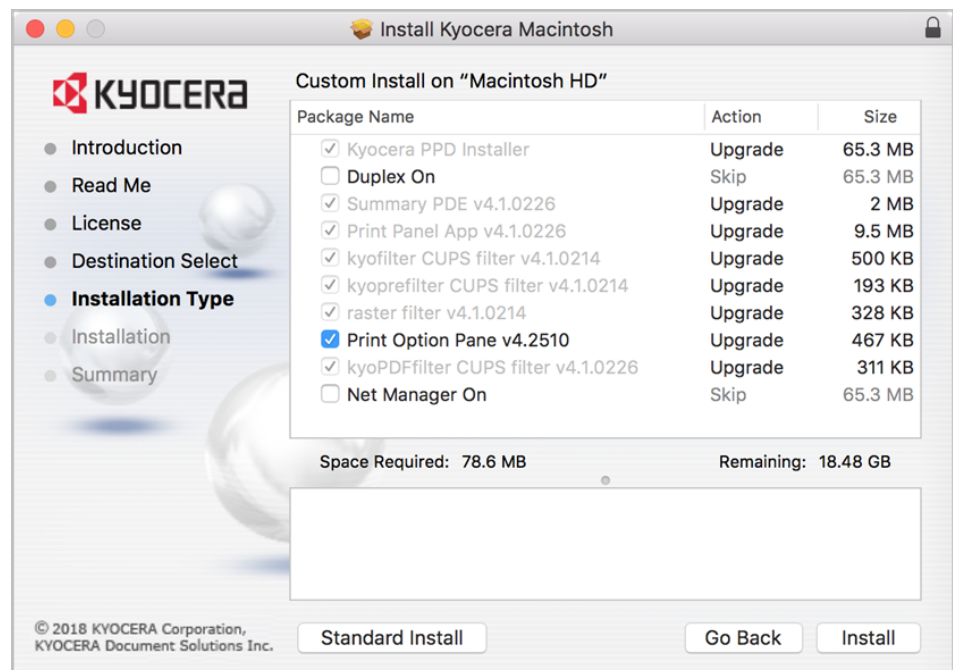 Install Kyocera Macintosh
KYOCERA
Introduction
Read Me
License
Destination Select
Installation Type
Installation
Summary
Custom Install on “Macintosh HD”
Package Name Action Size
Kyocera PPD Installer Upgrade 65.3 MB
Duplex On Skip 65.3 MB
Summary PDE v4.1.0226 Upgrade 2 MB
Print Panel App v4.1.0226 Upgrade 9.5 MB
kyofilter CUPS filter v4.1.0214 Upgrade 500 KB
kyoprefilter CUPS filter v4.1.0214 Upgrade 193 KB
raster filter v4.1.0214 Upgrade 328 KB
Print Option Pane v4.2510 Upgrade 467 KB
kyoPDFfilter CUPS filter v4.1.0226 Upgrade 311 KB
Net Manager On Skip 65.3 MB
Space Required: 78.6 MB Remaining: 18.48 GB
© 2018 KYOCERA Corporation,
KYOCERA Document Solutions Inc.
Standard Install Go Back Install